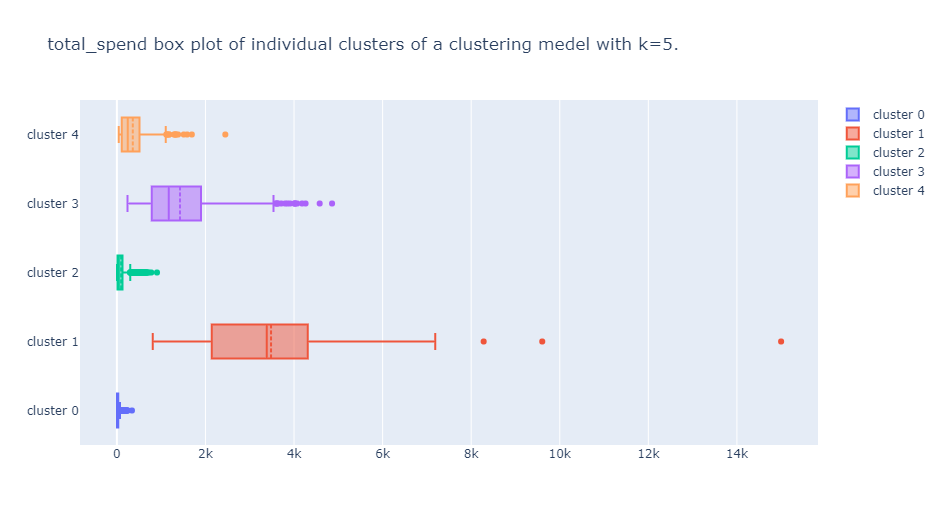 total_spend box plot of individual clusters of a clustering medel with k=5.
cluster 4
cluster 3
cluster 2
cluster 1
cluster 0
0 2k 4k 6k 8k 10k 12k 14k
cluster 0
cluster 1
cluster 2
cluster 3
cluster 4